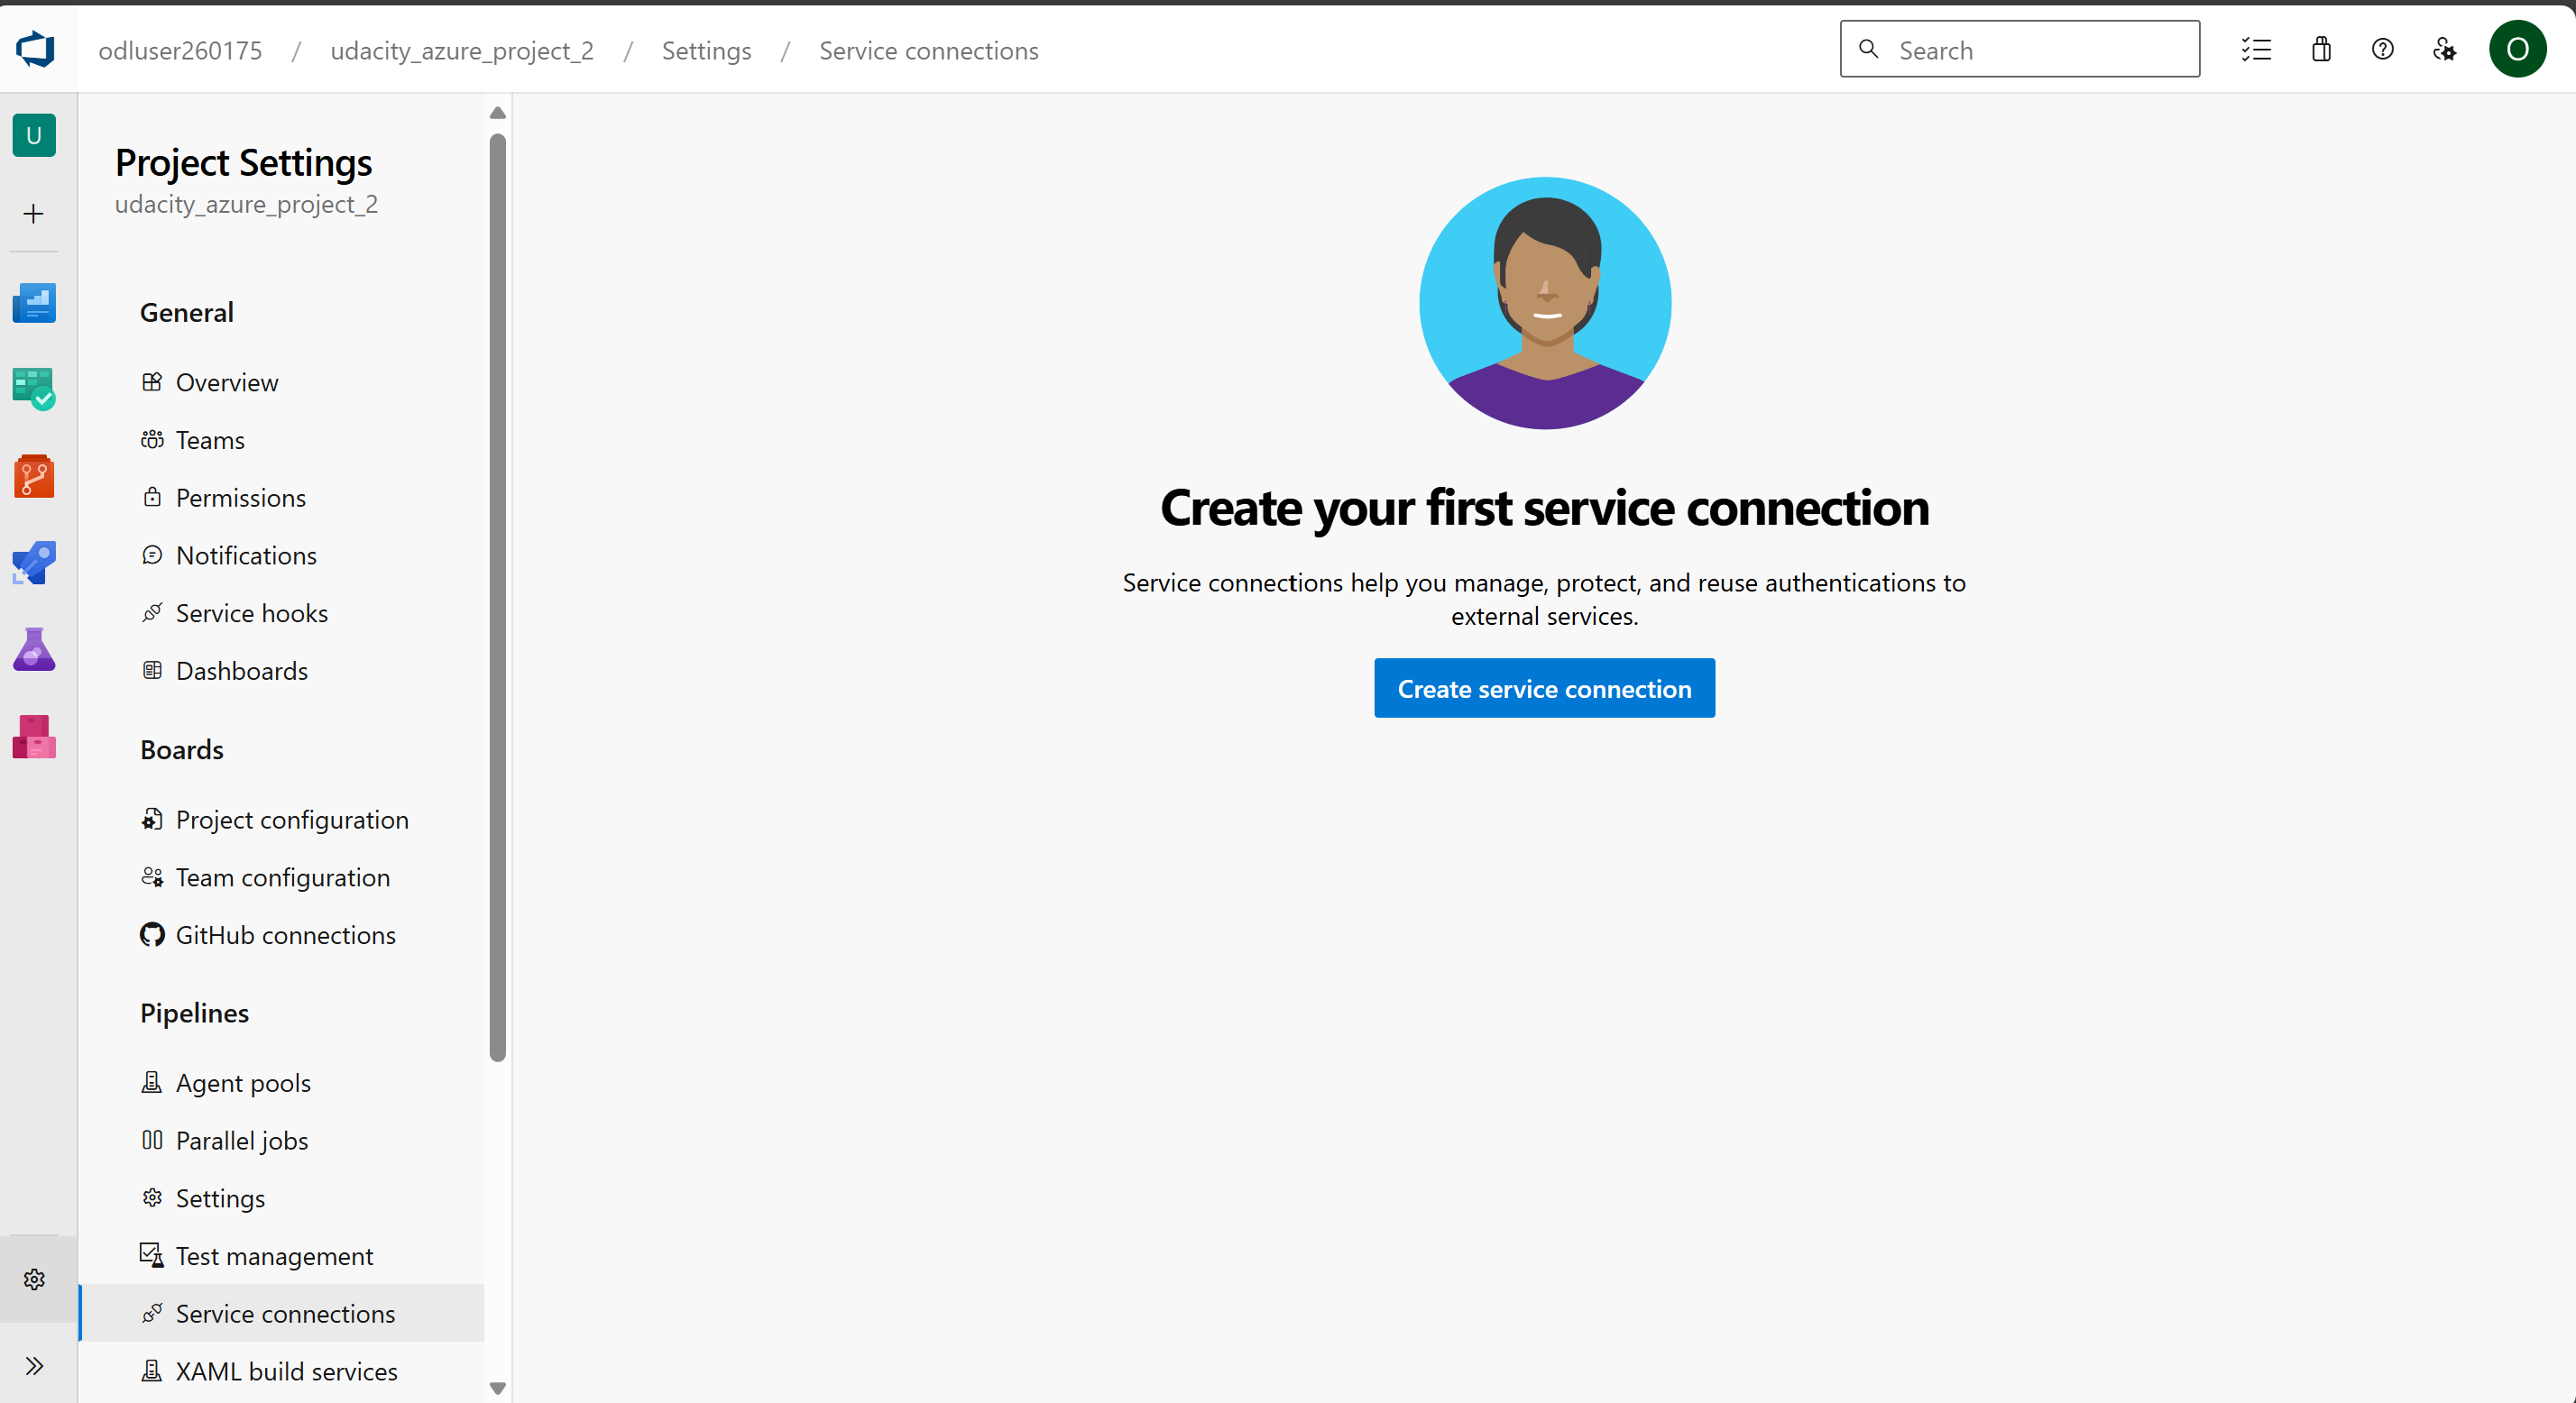 odluser260175 / udacity_azure_project_2 / Settings / Service connections
Search
O
U
Project Settings
udacity_azure_project_2
General
Overview
Teams
Permissions
Notifications
Service hooks
Dashboards
Boards
Project configuration
Team configuration
GitHub connections
Pipelines
Agent pools
Parallel jobs
Settings
Test management
Service connections
XAML build services
Create your first service connection
Service connections help you manage, protect, and reuse authentications to
external services.
Create service connection